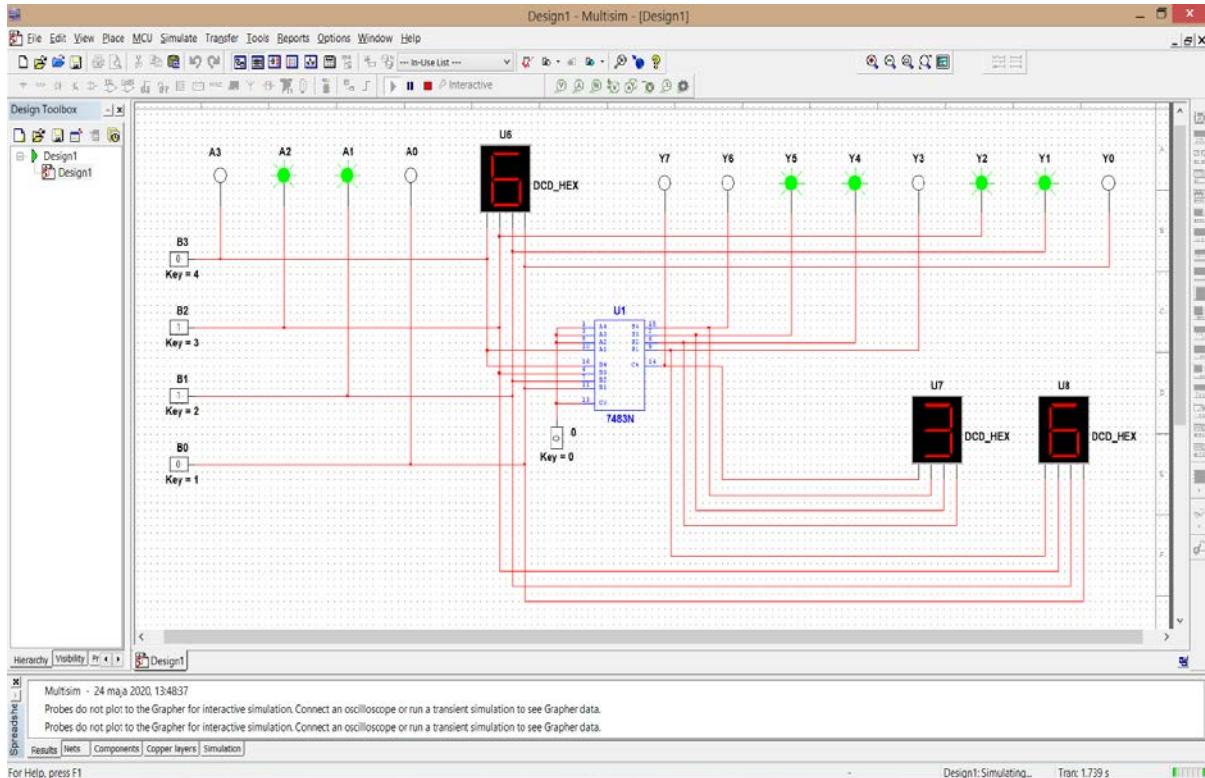 Design1 - Multisim - [Design1]
File Edit View Place MCU Simulate Transfer Tools Reports Options Window Help
--- In-Use List ---
Interactive
Design Toolbox
Design1
Design1
A3 A2 A1 A0 U6 Y7 Y6 Y5 Y4 Y3 Y2 Y1 Y0
6
DCD_HEX
B3
0
Key = 4
B2
1
Key = 3
U1
B1
1
Key = 2
7483N
0
Key = 0
B0
0
Key = 1
U7 U8
3 6
DCD_HEX DCD_HEX
Hierarchy Visibility Pr
Design1
Spreadshe
Multisim - 24 maja 2020, 13:48:37
Probes do not plot to the Grapher for interactive simulation. Connect an oscilloscope or run a transient simulation to see Grapher data.
Probes do not plot to the Grapher for interactive simulation. Connect an oscilloscope or run a transient simulation to see Grapher data.
Results Nets Components Copper layers Simulation
For Help, press F1 - Design1: Simulating... Tran: 1.739 s